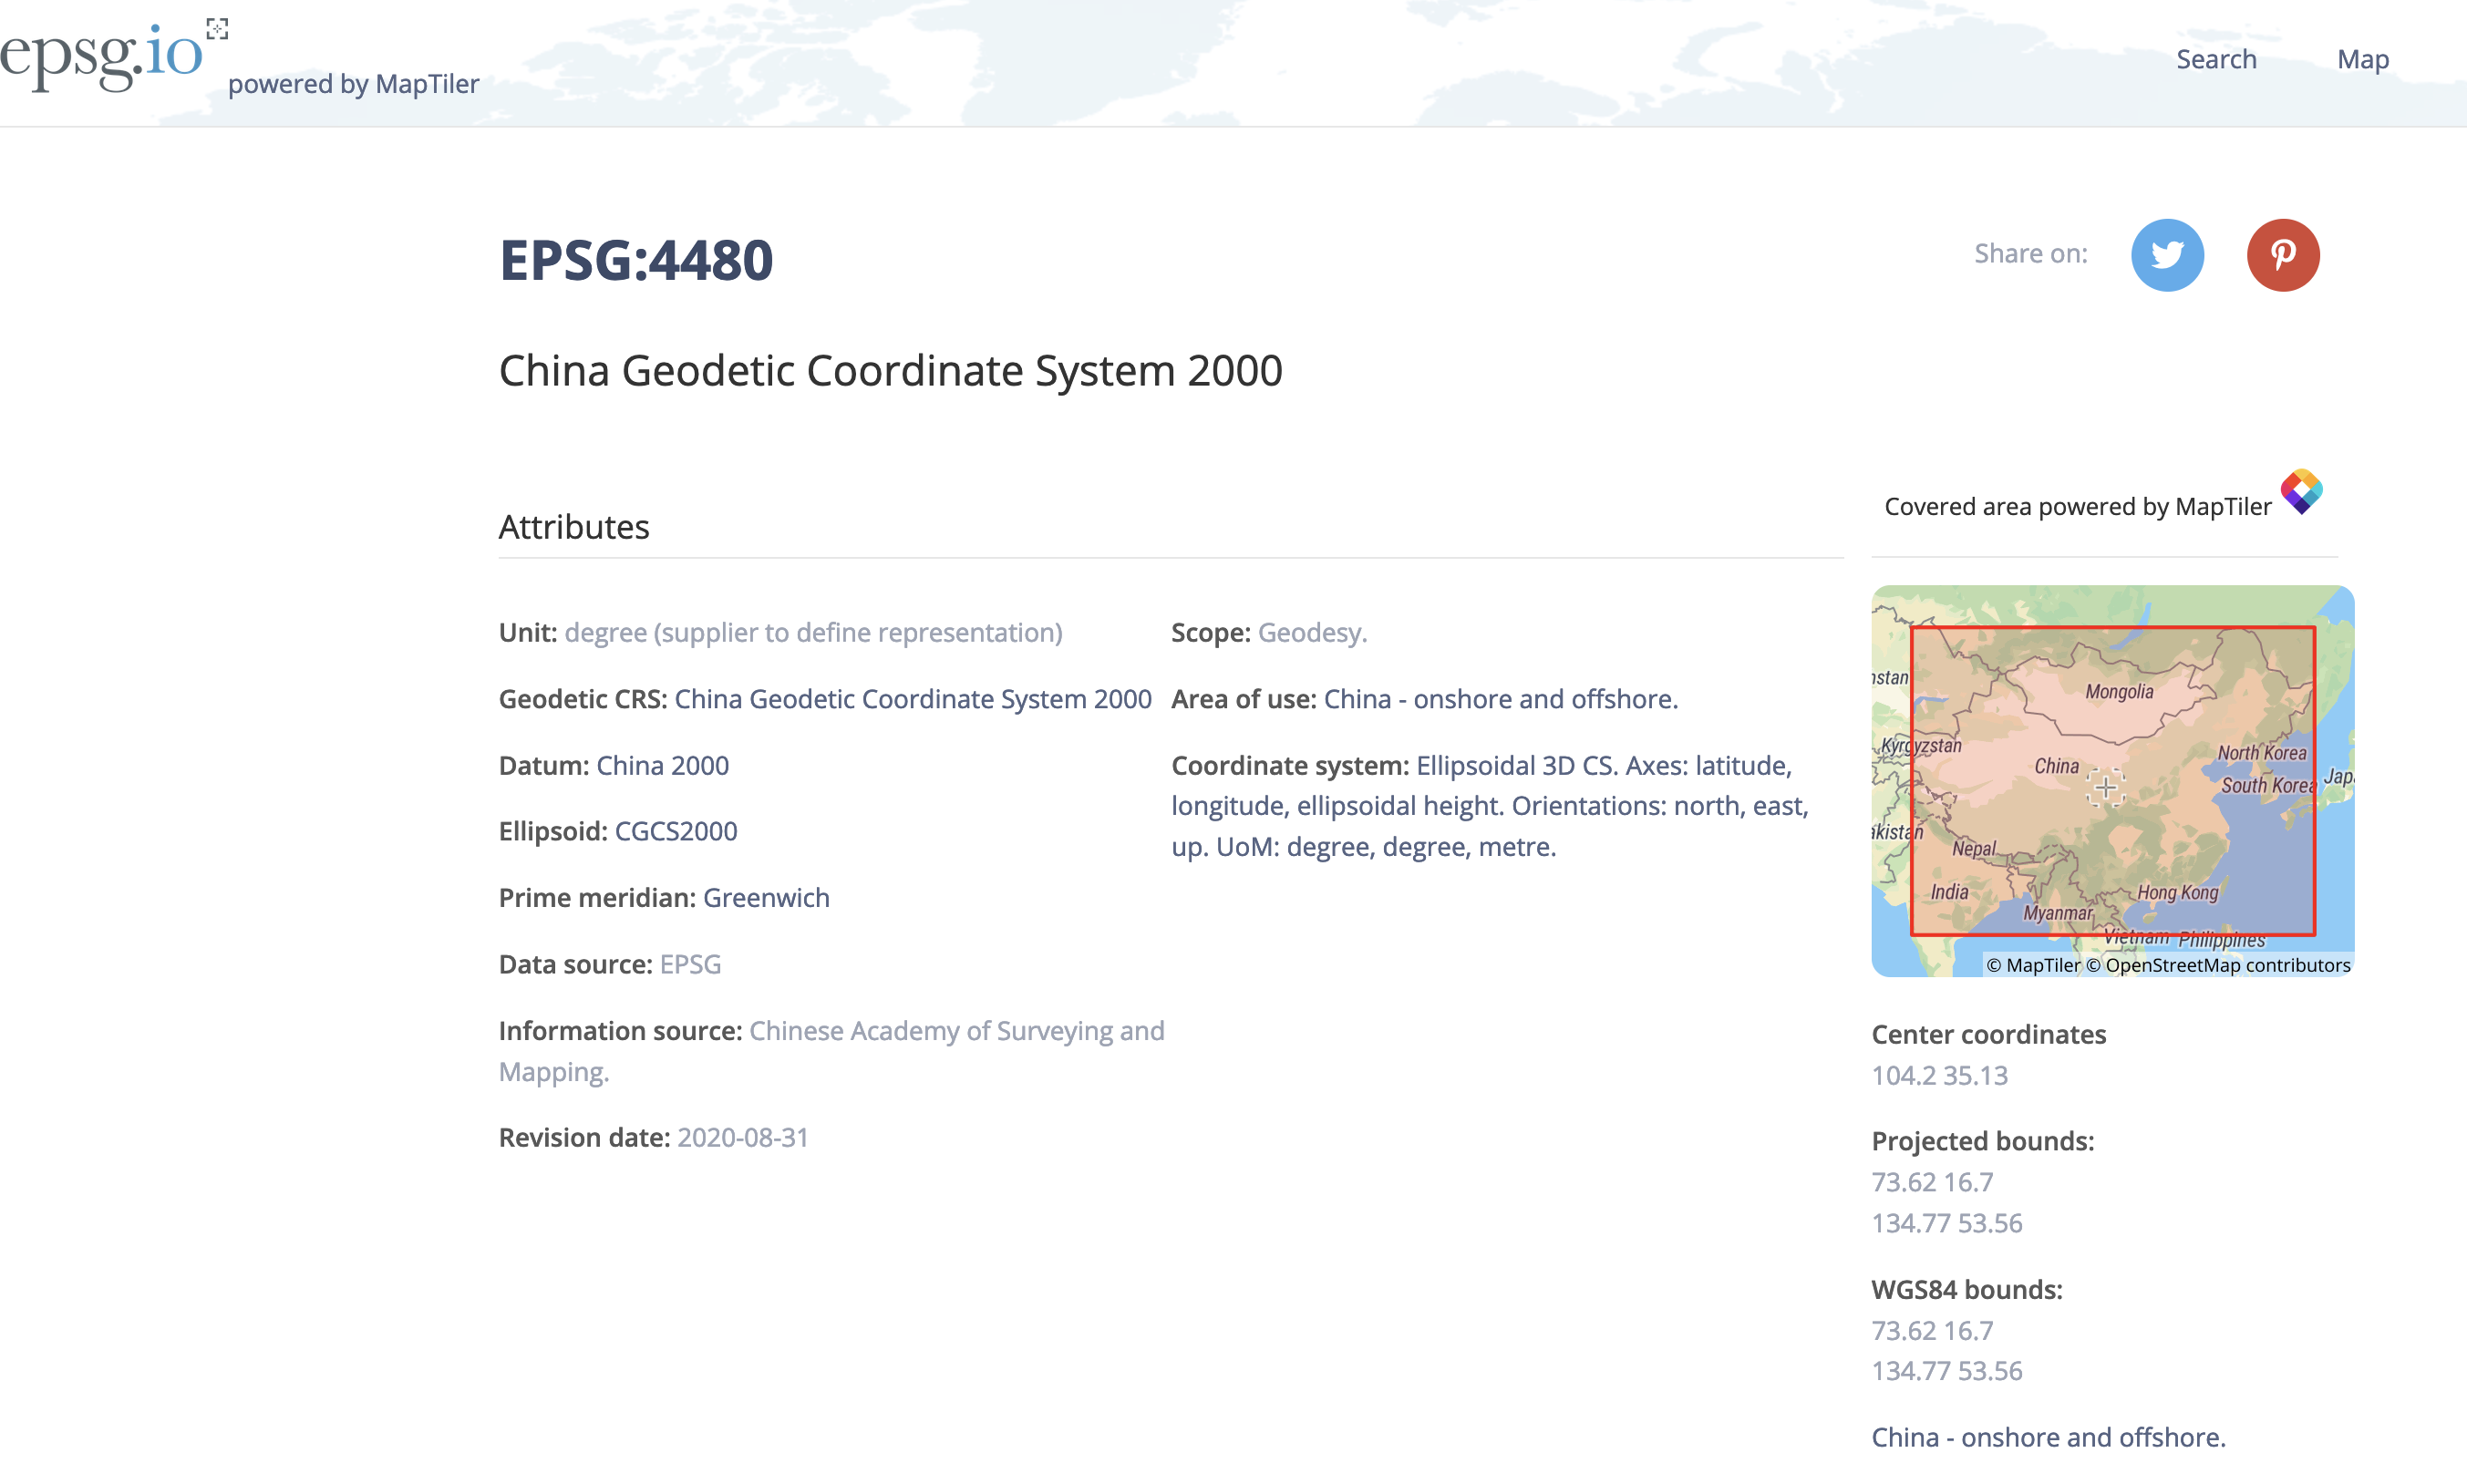 epsg.io
powered by MapTiler
Search
Map
EPSG:4480
Share on:
China Geodetic Coordinate System 2000
Attributes
Unit: degree (supplier to define representation)
Geodetic CRS: China Geodetic Coordinate System 2000
Datum: China 2000
Ellipsoid: CGCS2000
Prime meridian: Greenwich
Data source: EPSG
Information source: Chinese Academy of Surveying and
Mapping.
Revision date: 2020-08-31
Scope: Geodesy.
Area of use: China - onshore and offshore.
Coordinate system: Ellipsoidal 3D CS. Axes: latitude,
longitude, ellipsoidal height. Orientations: north, east,
up. UoM: degree, degree, metre.
Covered area powered by MapTiler
nstan
Mongolia
Kyrgyzstan
North Korea
China
South Korea
Jap
akistan
Nepal
India
Hong Kong
Myanmar
Vietnam
Philippines
© MapTiler © OpenStreetMap contributors
Center coordinates
104.2 35.13
Projected bounds:
73.62 16.7
134.77 53.56
WGS84 bounds:
73.62 16.7
134.77 53.56
China - onshore and offshore.